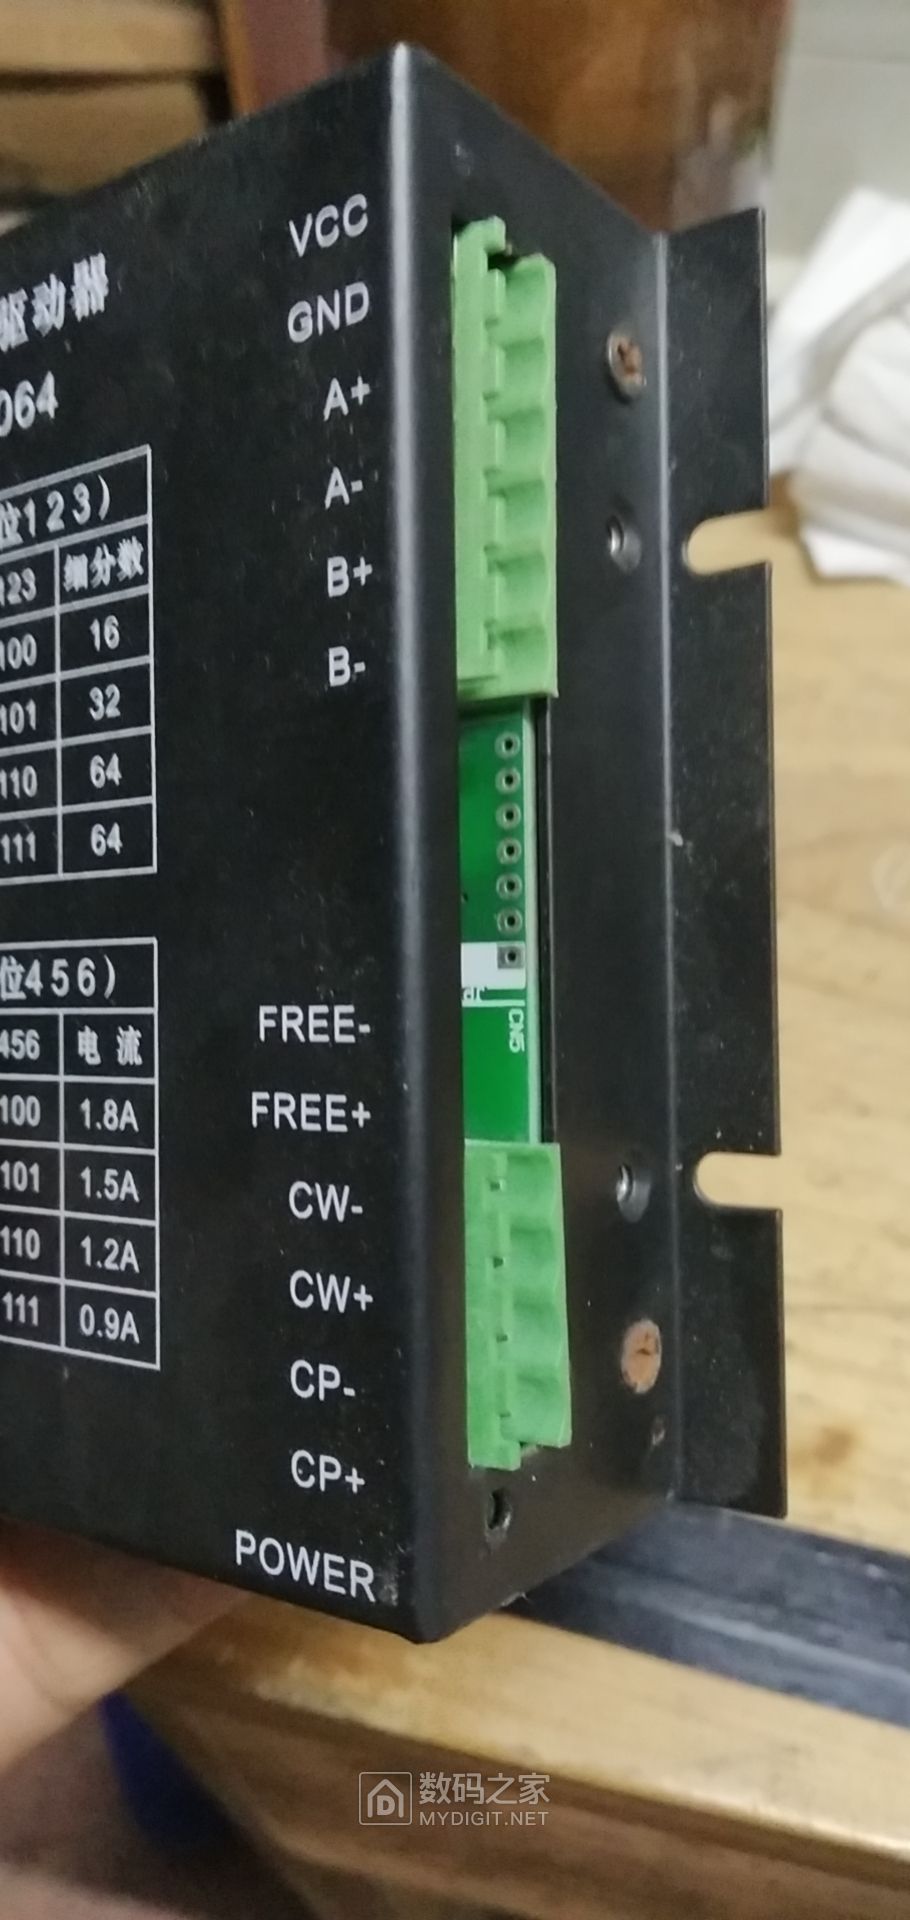 VCC
驱动器
GND
064
A+
A-
位1 2 3）
123 细分数
B+
100 16
B-
101 32
110 64
111 64
位4 5 6）
FREE-
CN5
456 电 流
100 1.8A
FREE+
101 1.5A
CW-
110 1.2A
CW+
111 0.9A
CP-
CP+
POWER
数码之家
MYDIGIT.NET